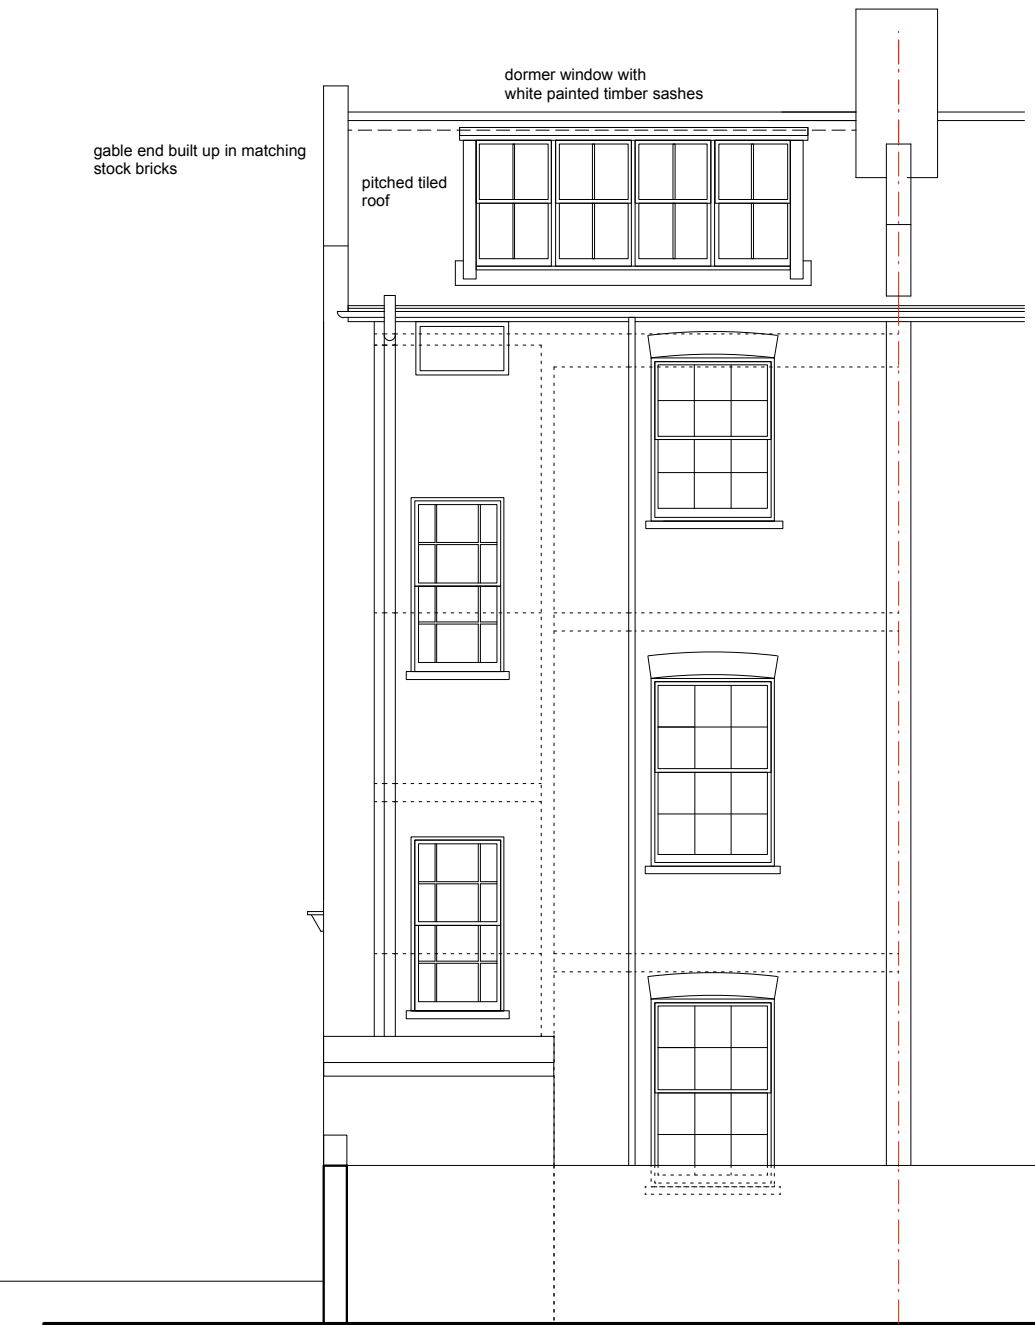 dormer window with
white painted timber sashes
gable end built up in matching
stock bricks
pitched tiled
roof